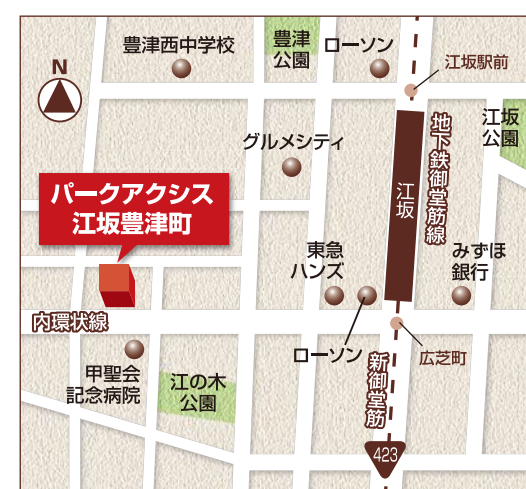 豊津西中学校
豊津
公園
ローソン
N
江坂駅前
江坂
公園
地下鉄御堂筋線
グルメシティ
パークアクシス
江坂豊津町
江坂
東急
ハンズ
みずほ
銀行
内環状線
ローソン
広芝町
甲聖会
記念病院
江の木
公園
新御堂筋
423